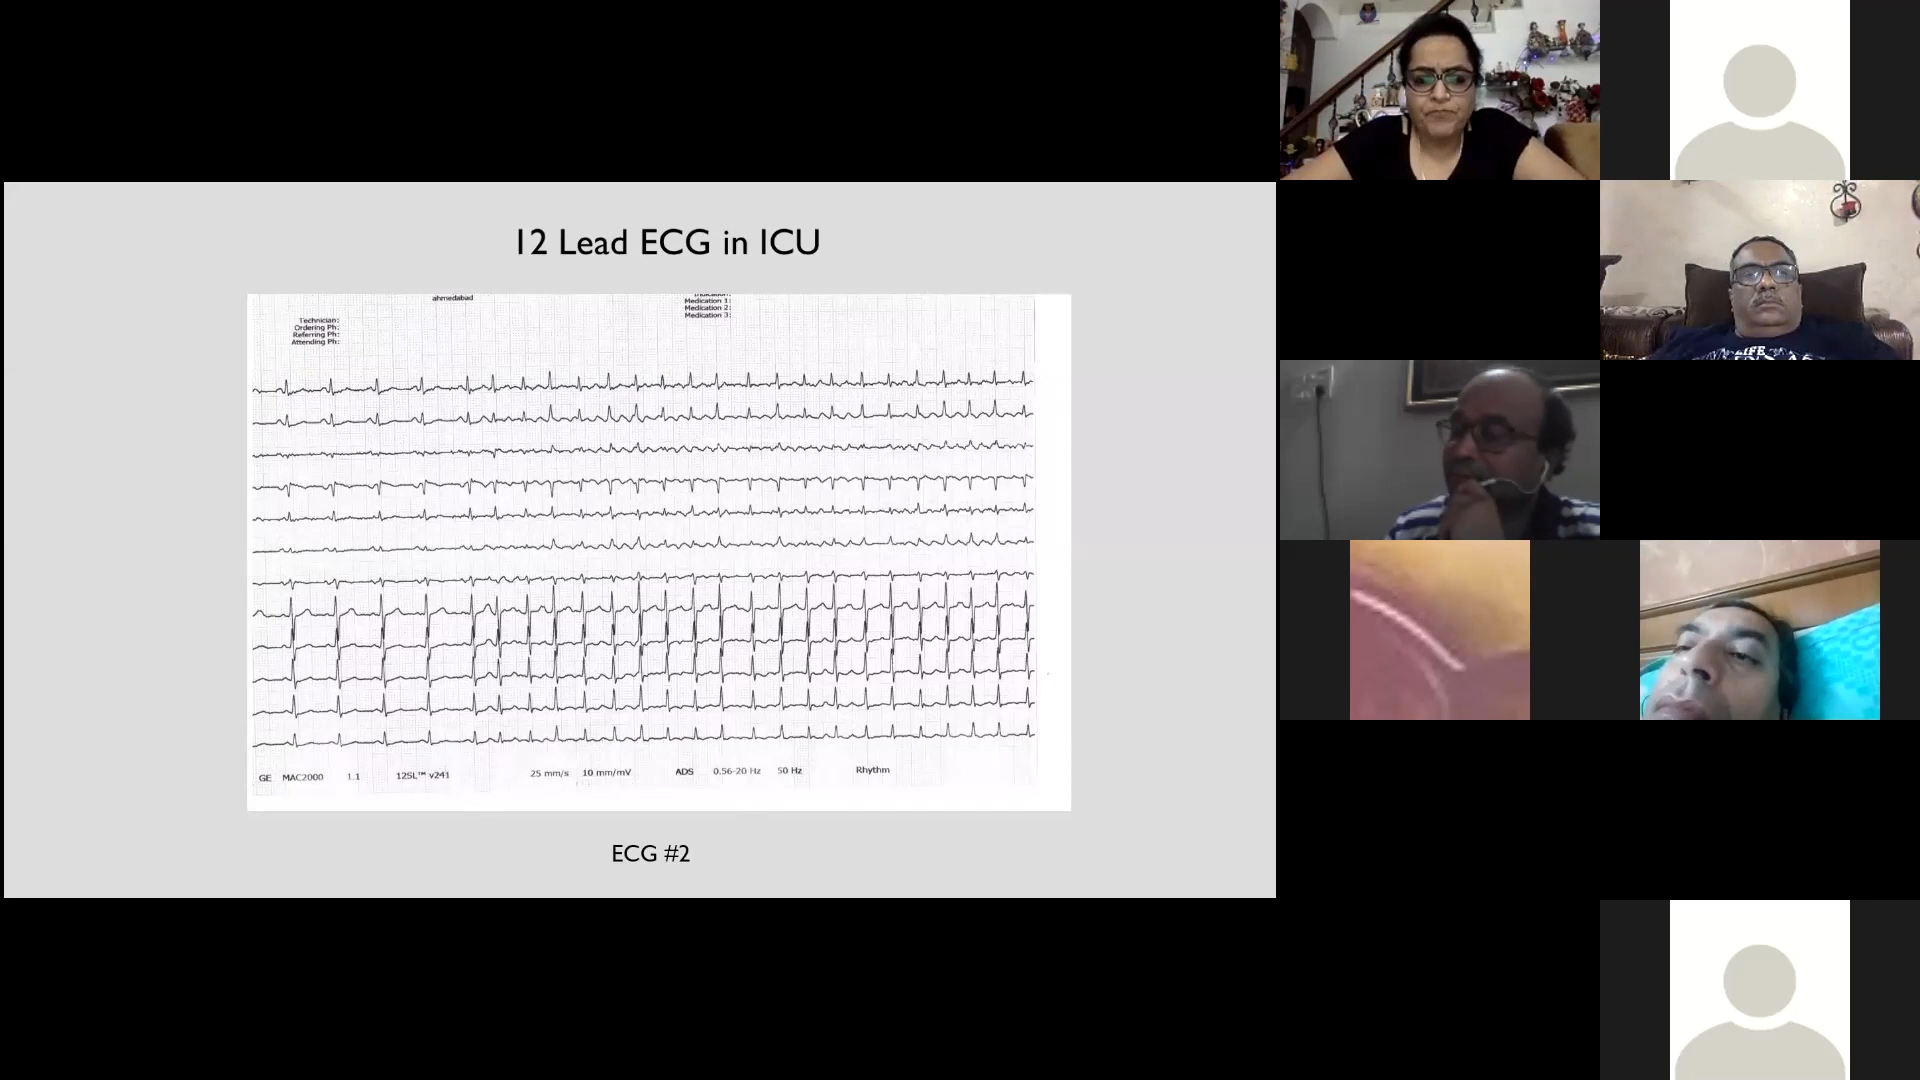 12 Lead ECG in ICU
ahmedabad
Indication:
Medication 1:
Medication 2:
Medication 3:
Technician:
Ordering Ph:
Referring Ph:
Attending Ph:
GE MAC2000 1.1 12SL™ v241 25 mm/s 10 mm/mV ADS 0.56-20 Hz 50 Hz Rhythm
ECG #2
LIFE